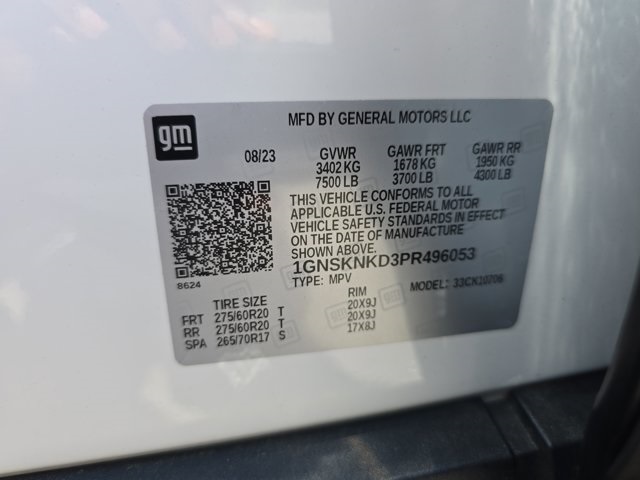 MFD BY GENERAL MOTORS LLC
gm
08/23 GVWR GAWR FRT GAWR RR
3402 KG 1678 KG 1950 KG
7500 LB 3700 LB 4300 LB
THIS VEHICLE CONFORMS TO ALL
APPLICABLE U.S. FEDERAL MOTOR
VEHICLE SAFETY STANDARDS IN EFFECT
ON THE DATE OF MANUFACTURE
SHOWN ABOVE.
1GNSKNKD3PR496053
8624 TYPE: MPV MODEL: 33CK10706
TIRE SIZE RIM
FRT 275/60R20 T 20X9J
RR 275/60R20 T 20X9J
SPA 265/70R17 S 17X8J